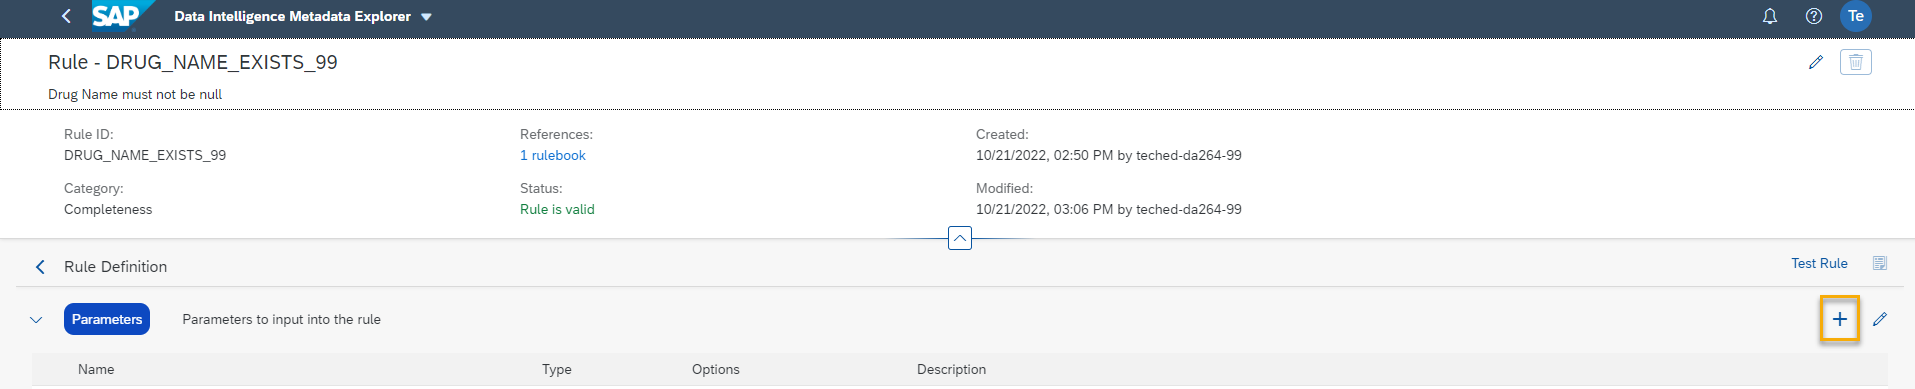 SAP Data Intelligence Metadata Explorer Te
Rule - DRUG_NAME_EXISTS_99
Drug Name must not be null
Rule ID: References: Created:
DRUG_NAME_EXISTS_99 1 rulebook 10/21/2022, 02:50 PM by teched-da264-99
Category: Status: Modified:
Completeness Rule is valid 10/21/2022, 03:06 PM by teched-da264-99
Rule Definition Test Rule
Parameters Parameters to input into the rule
Name Type Options Description